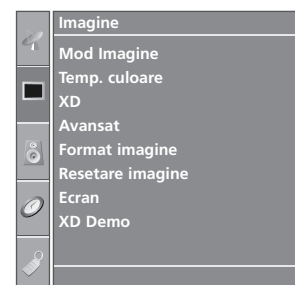 Imagine
Mod Imagine
Temp. culoare
XD
Avansat
Format imagine
Resetare imagine
Ecran
XD Demo